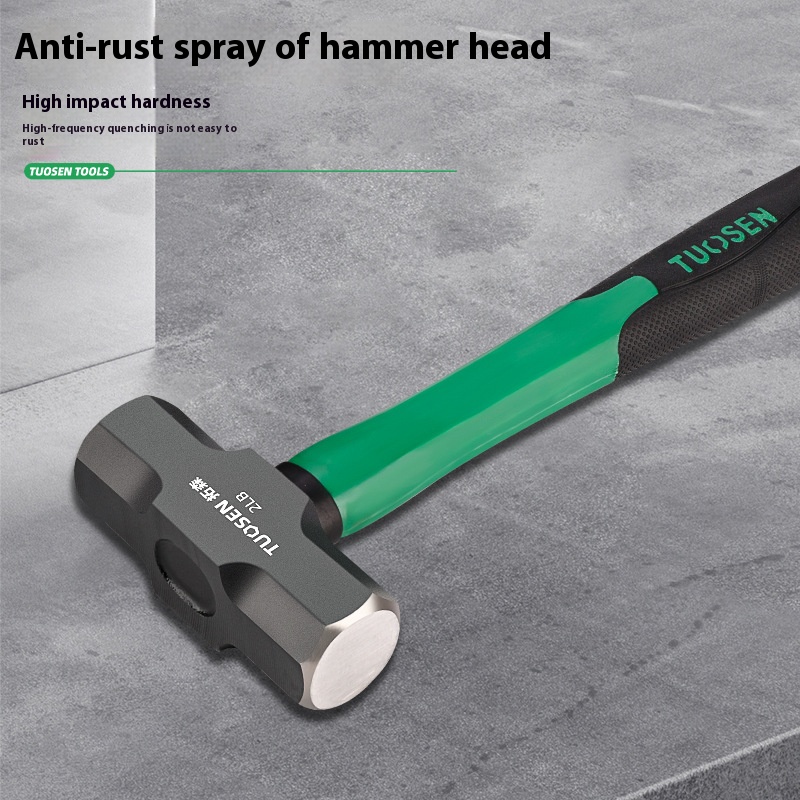 Anti-rust spray of hammer head
High impact hardness
High-frequency quenching is not easy to
rust
TUOSEN TOOLS
TUOSEN
TUOSEN 拓森
2LB